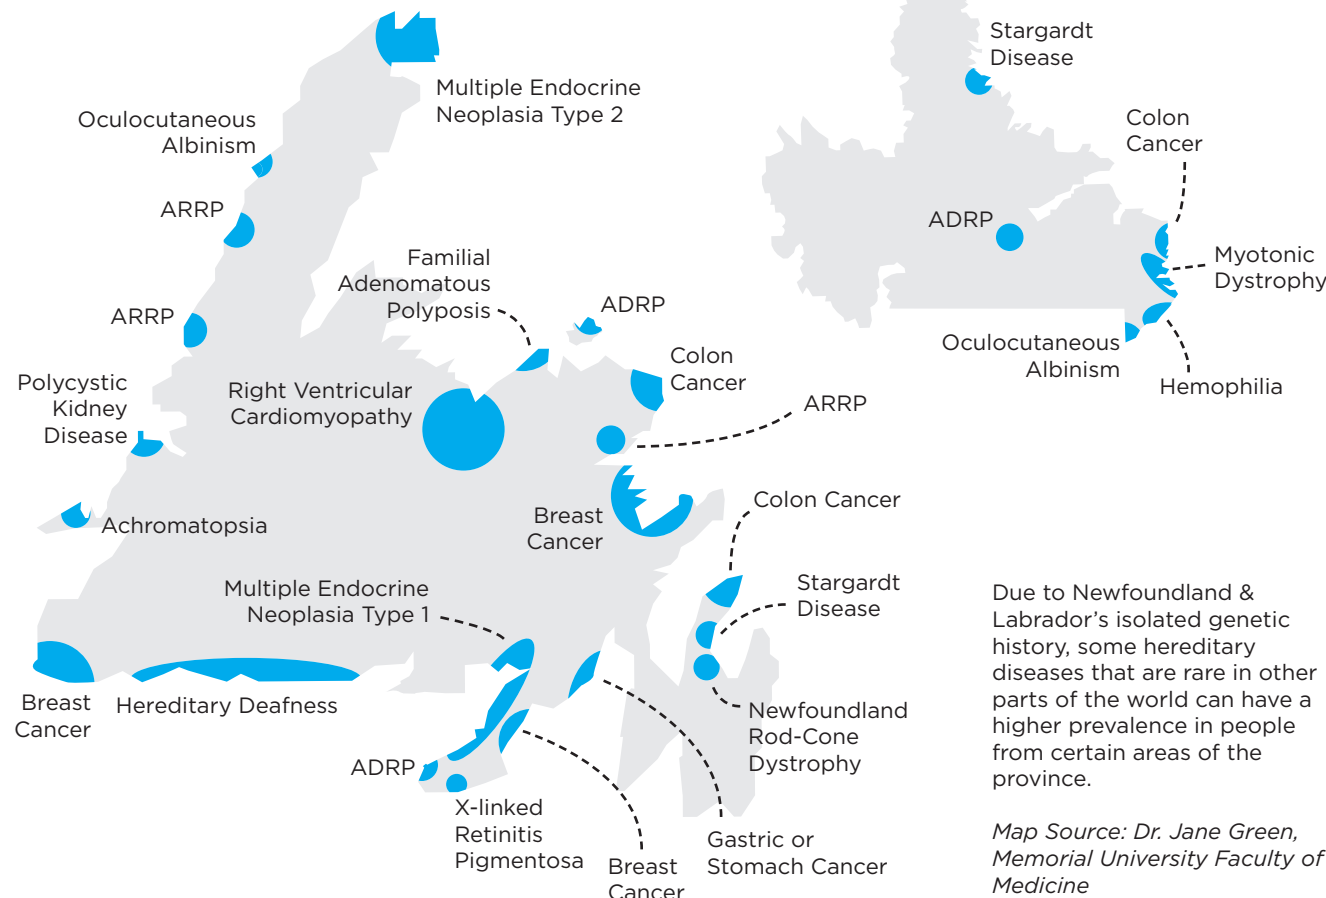 Multiple Endocrine
Neoplasia Type 2
Oculocutaneous
Albinism
ARRP
ARRP
Familial
Adenomatous
Polyposis
ADRP
Colon
Cancer
Polycystic
Kidney
Disease
Right Ventricular
Cardiomyopathy
ARRP
Achromatopsia
Breast
Cancer
Colon Cancer
Multiple Endocrine
Neoplasia Type 1
Stargardt
Disease
Breast
Cancer
Hereditary Deafness
Newfoundland
Rod-Cone
Dystrophy
ADRP
X-linked
Retinitis
Pigmentosa
Breast
Cancer
Gastric or
Stomach Cancer
Stargardt
Disease
Colon
Cancer
ADRP
Myotonic
Dystrophy
Oculocutaneous
Albinism
Hemophilia
Due to Newfoundland &
Labrador's isolated genetic
history, some hereditary
diseases that are rare in other
parts of the world can have a
higher prevalence in people
from certain areas of the
province.
Map Source: Dr. Jane Green,
Memorial University Faculty of
Medicine